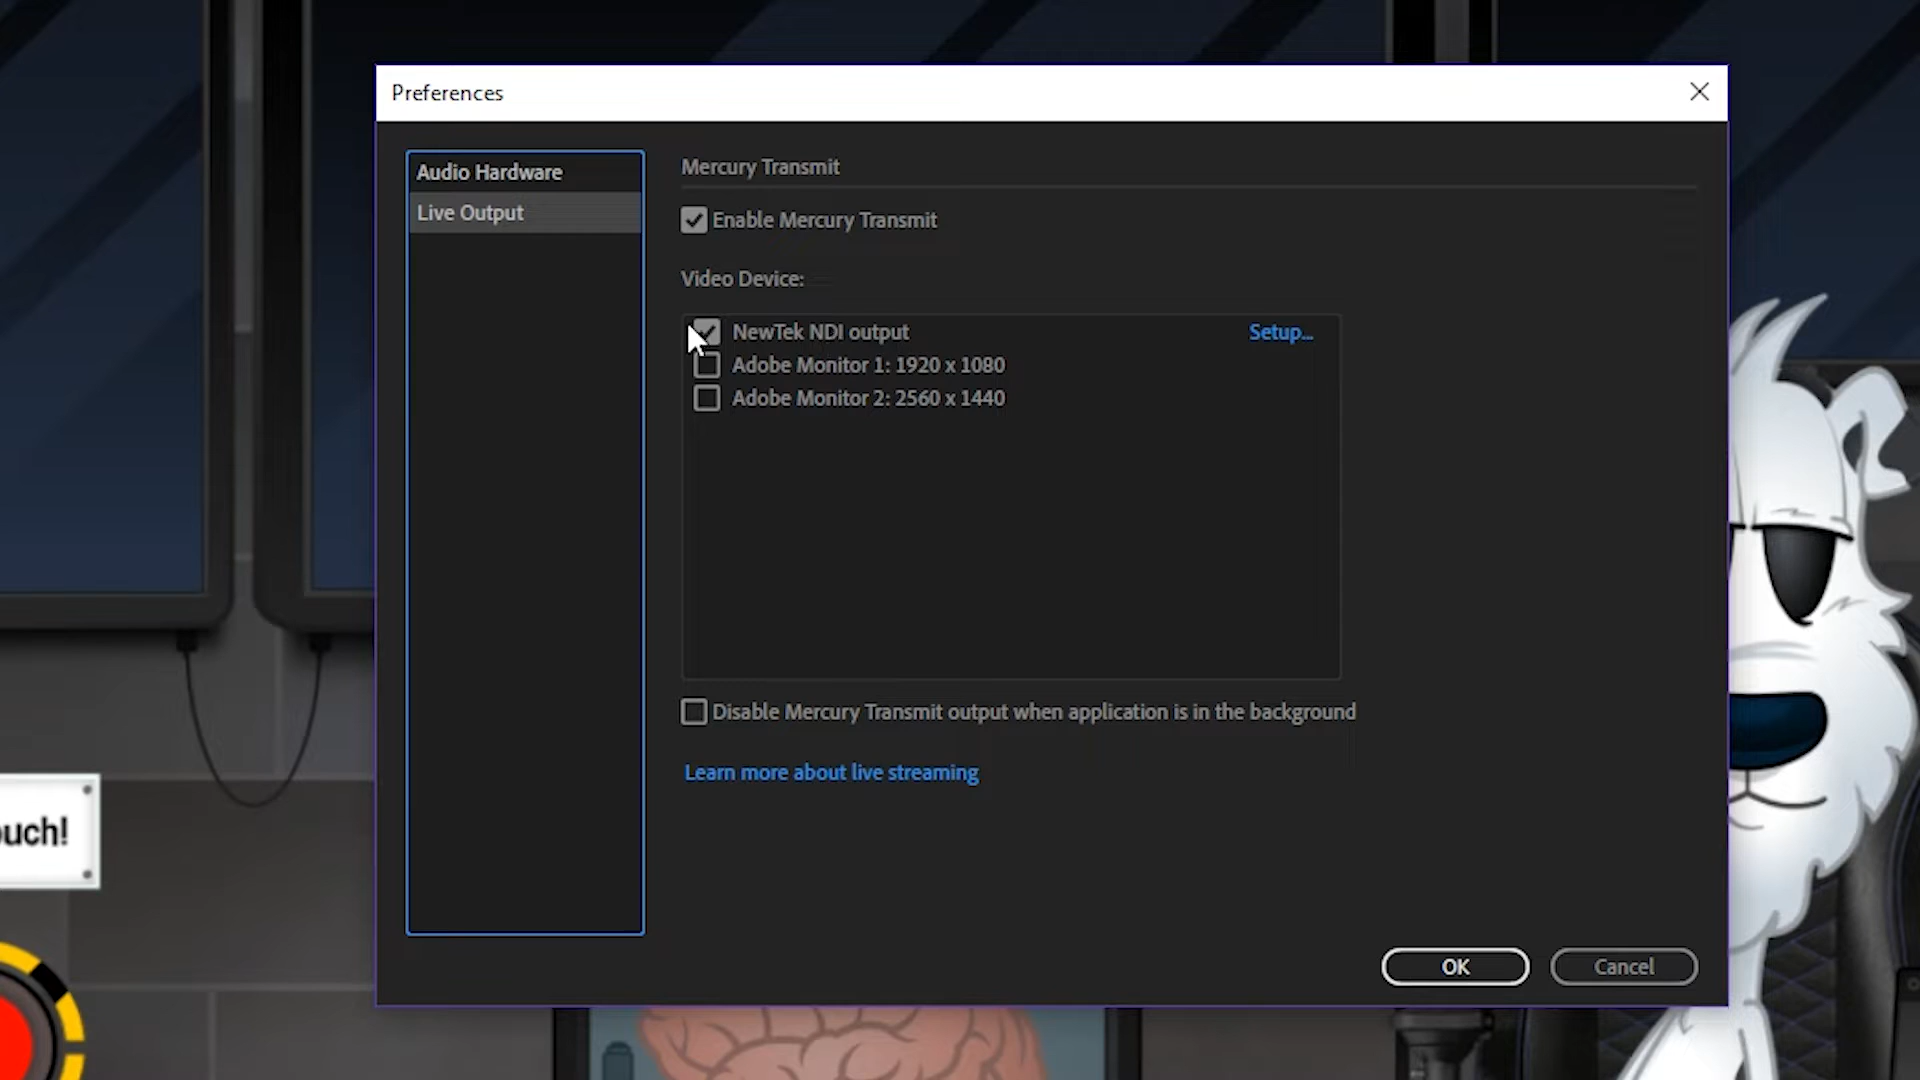 Preferences
Audio Hardware
Live Output
Mercury Transmit
Enable Mercury Transmit
Video Device:
NewTek NDI output
Setup...
Adobe Monitor 1: 1920 x 1080
Adobe Monitor 2: 2560 x 1440
Disable Mercury Transmit output when application is in the background
Learn more about live streaming
ouch!
OK
Cancel